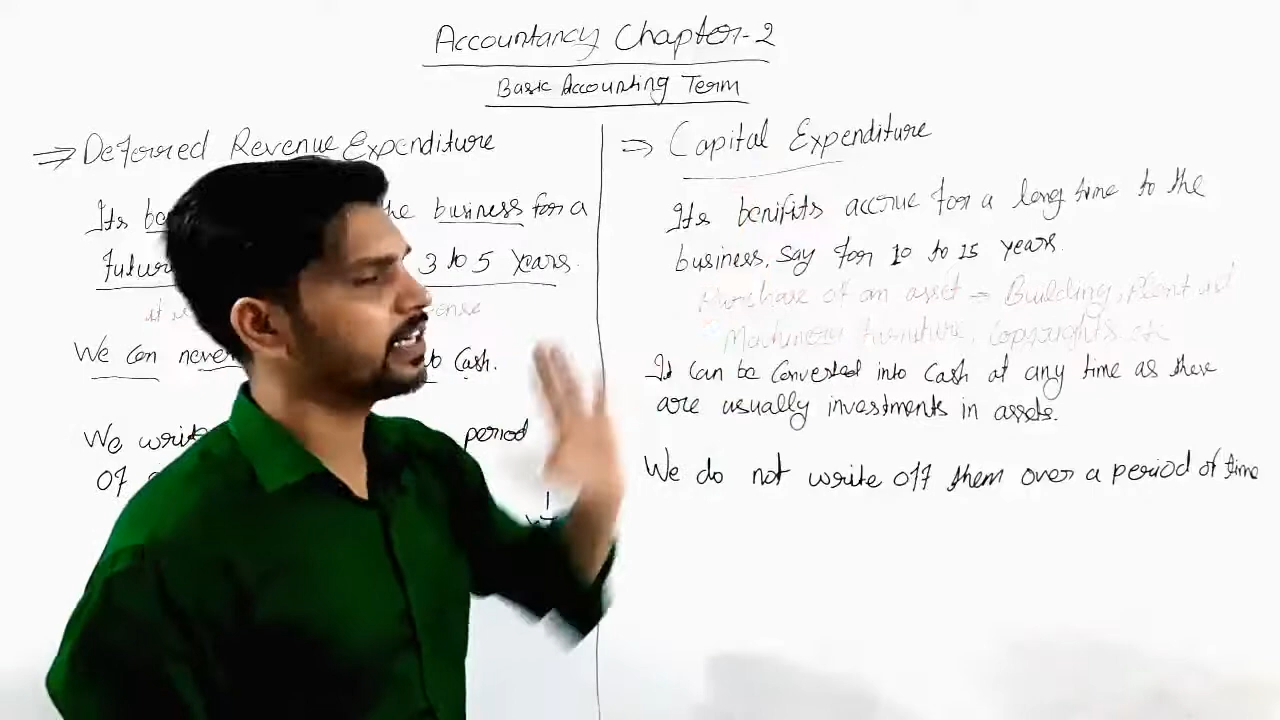 Accountancy Chapter-2
Basic Accounting Term
⇒ Deferred Revenue Expenditure
Its be the business for a
futur 3 to 5 years.
We can never to Cash.
We write period
of
⇒ Capital Expenditure
Its benifits accrue for a long time to the
business, say for 10 to 15 years.
Purchase of an asset = Building, Plant
Machinery furniture, Copyrights etc
It can be Converted into Cash at any time as there
are usually investments in assets.
We do not write off them over a period of time